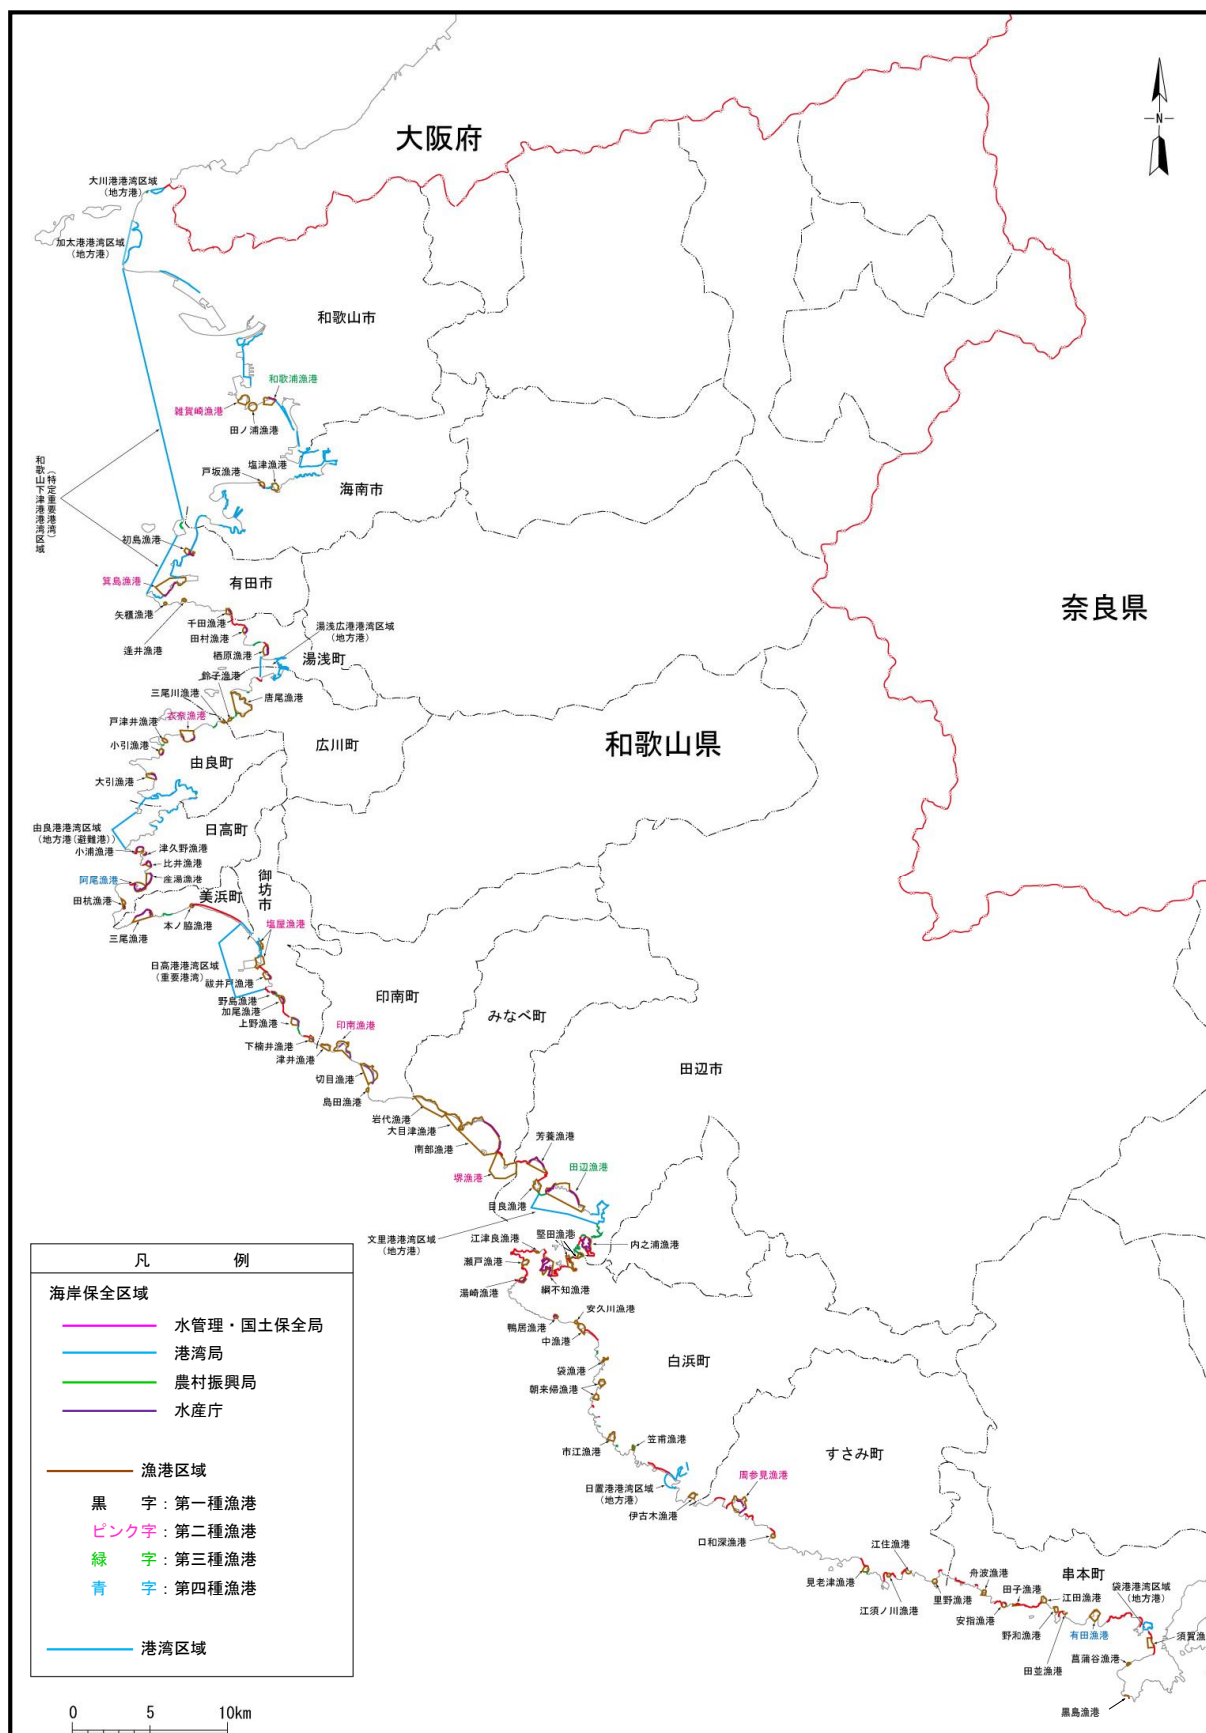 大阪府
N
大川港港湾区域
(地方港)
加太港港湾区域
(地方港)
和歌山市
和歌浦漁港
雑賀崎漁港
田ノ浦漁港
塩津漁港
戸坂漁港
海南市
和歌山下津港港湾区域
(特定重要港湾)
初島漁港
箕島漁港
有田市
矢櫃漁港
逢井漁港
千田漁港
田村漁港
湯浅広港港湾区域
(地方港)
栖原漁港
湯浅町
鈴子漁港
三尾川漁港
唐尾漁港
戸津井漁港
衣奈漁港
小引漁港
広川町
由良町
大引漁港
奈良県
和歌山県
日高町
由良港港湾区域
(地方港(避難港))
小浦漁港
津久野漁港
比井漁港
阿尾漁港
産湯漁港
田杭漁港
美浜町
御坊市
三尾漁港
本ノ脇漁港
塩屋漁港
日高港港湾区域
(重要港湾)
祓井戸漁港
野島漁港
加尾漁港
上野漁港
下楠井漁港
津井漁港
印南町
印南漁港
切目漁港
島田漁港
みなべ町
岩代漁港
大目津漁港
南部漁港
堺漁港
田辺市
芳養漁港
田辺漁港
目良漁港
文里港港湾区域
(地方港)
堅田漁港
江津良漁港
内之浦漁港
瀬戸漁港
綱不知漁港
湯崎漁港
安久川漁港
鴨居漁港
中漁港
白浜町
袋漁港
朝来帰漁港
市江漁港
笠甫漁港
日置港港湾区域
(地方港)
伊古木漁港
すさみ町
周参見漁港
口和深漁港
見老津漁港
江住漁港
江須ノ川漁港
里野漁港
串本町
舟波漁港
田子漁港
安指漁港
江田漁港
野和漁港
田並漁港
有田漁港
袋港港湾区域
(地方港)
須賀漁
菖蒲谷漁港
黒島漁港
凡 例
海岸保全区域
水管理・国土保全局
港湾局
農村振興局
水産庁
漁港区域
黒 字：第一種漁港
ピンク字：第二種漁港
緑 字：第三種漁港
青 字：第四種漁港
港湾区域
0 5 10km